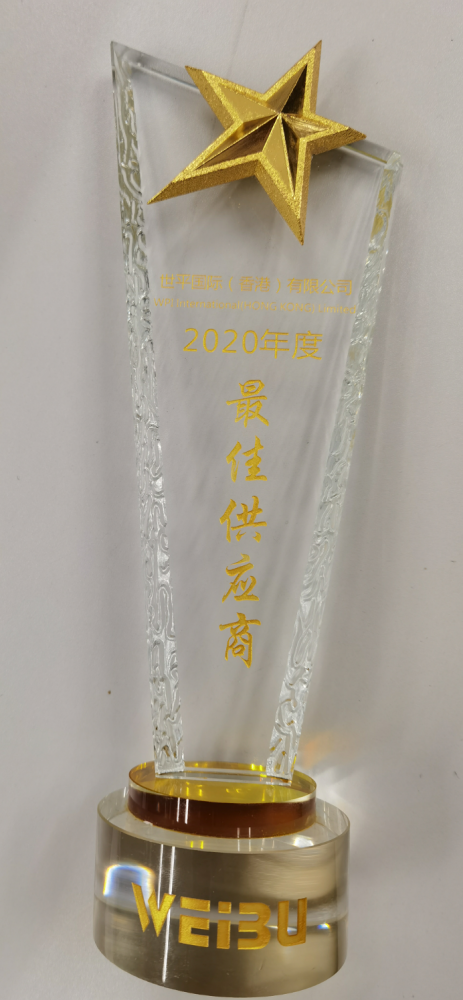 世平国际（香港）有限公司
2020年度
最佳供应商
WEiBU